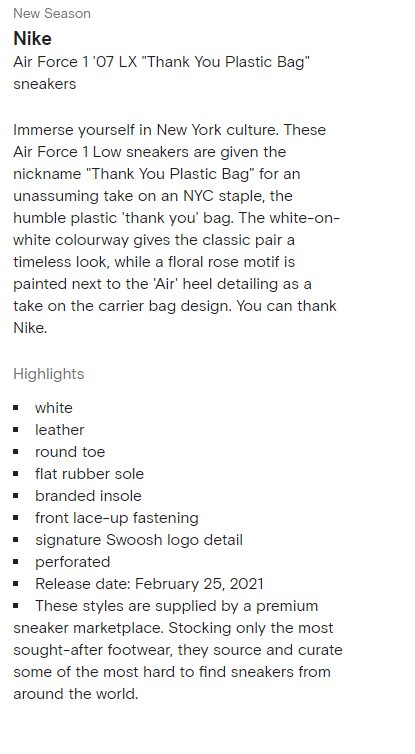 New Season
Nike
Air Force 1 '07 LX "Thank You Plastic Bag"
sneakers
Immerse yourself in New York culture. These
Air Force 1 Low sneakers are given the
nickname "Thank You Plastic Bag" for an
unassuming take on an NYC staple, the
humble plastic 'thank you' bag. The white-on-
white colourway gives the classic pair a
timeless look, while a floral rose motif is
painted next to the 'Air' heel detailing as a
take on the carrier bag design. You can thank
Nike.
Highlights
▪ white
▪ leather
▪ round toe
▪ flat rubber sole
▪ branded insole
▪ front lace-up fastening
▪ signature Swoosh logo detail
▪ perforated
▪ Release date: February 25, 2021
▪ These styles are supplied by a premium
sneaker marketplace. Stocking only the most
sought-after footwear, they source and curate
some of the most hard to find sneakers from
around the world.